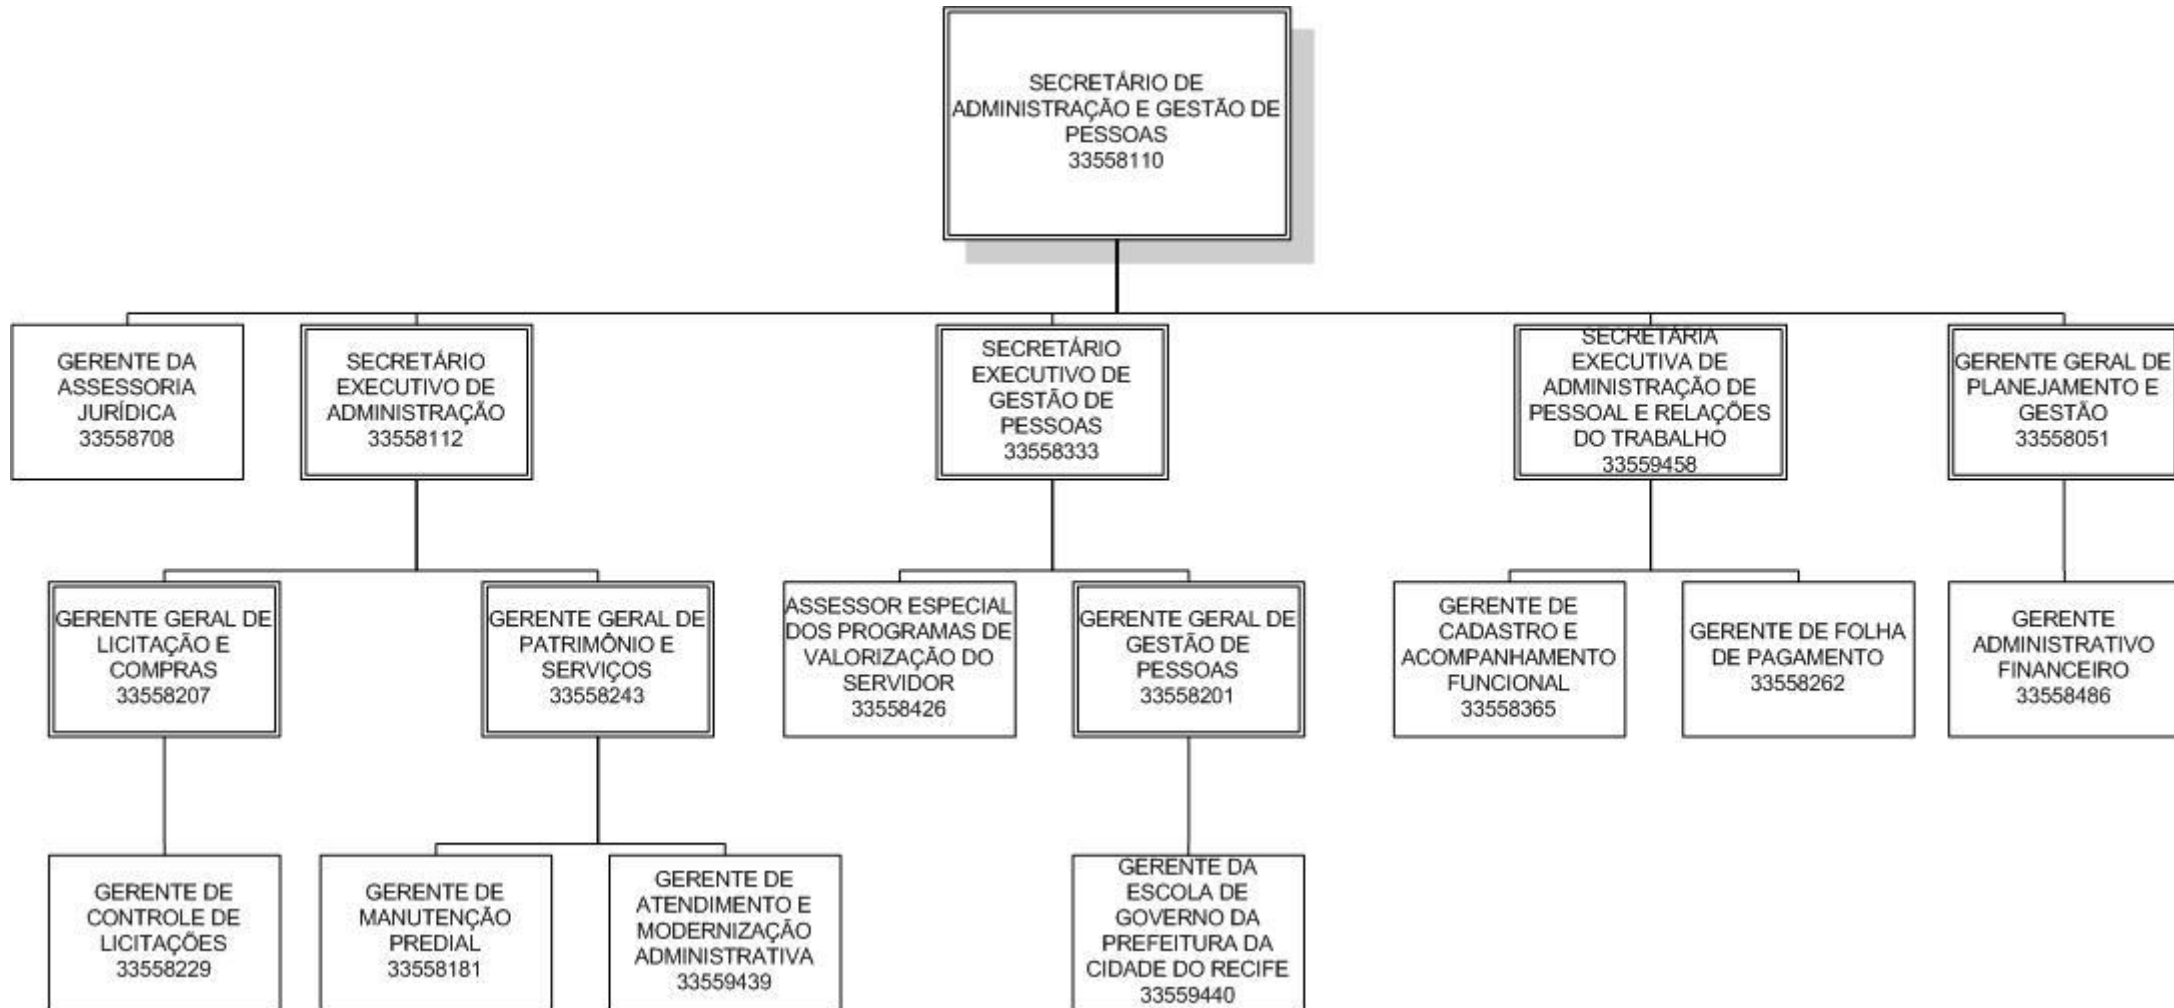 SECRETÁRIO DE
ADMINISTRAÇÃO E GESTÃO DE
PESSOAS
33558110
GERENTE DA
ASSESSORIA
JURÍDICA
33558708
SECRETÁRIO
EXECUTIVO DE
ADMINISTRAÇÃO
33558112
SECRETÁRIO
EXECUTIVO DE
GESTÃO DE
PESSOAS
33558333
SECRETÁRIA
EXECUTIVA DE
ADMINISTRAÇÃO DE
PESSOAL E RELAÇÕES
DO TRABALHO
33559458
GERENTE GERAL DE
PLANEJAMENTO E
GESTÃO
33558051
GERENTE GERAL DE
LICITAÇÃO E
COMPRAS
33558207
GERENTE GERAL DE
PATRIMÔNIO E
SERVIÇOS
33558243
ASSESSOR ESPECIAL
DOS PROGRAMAS DE
VALORIZAÇÃO DO
SERVIDOR
33558426
GERENTE GERAL DE
GESTÃO DE
PESSOAS
33558201
GERENTE DE
CADASTRO E
ACOMPANHAMENTO
FUNCIONAL
33558365
GERENTE DE FOLHA
DE PAGAMENTO
33558262
GERENTE
ADMINISTRATIVO
FINANCEIRO
33558486
GERENTE DE
CONTROLE DE
LICITAÇÕES
33558229
GERENTE DE
MANUTENÇÃO
PREDIAL
33558181
GERENTE DE
ATENDIMENTO E
MODERNIZAÇÃO
ADMINISTRATIVA
33559439
GERENTE DA
ESCOLA DE
GOVERNO DA
PREFEITURA DA
CIDADE DO RECIFE
33559440